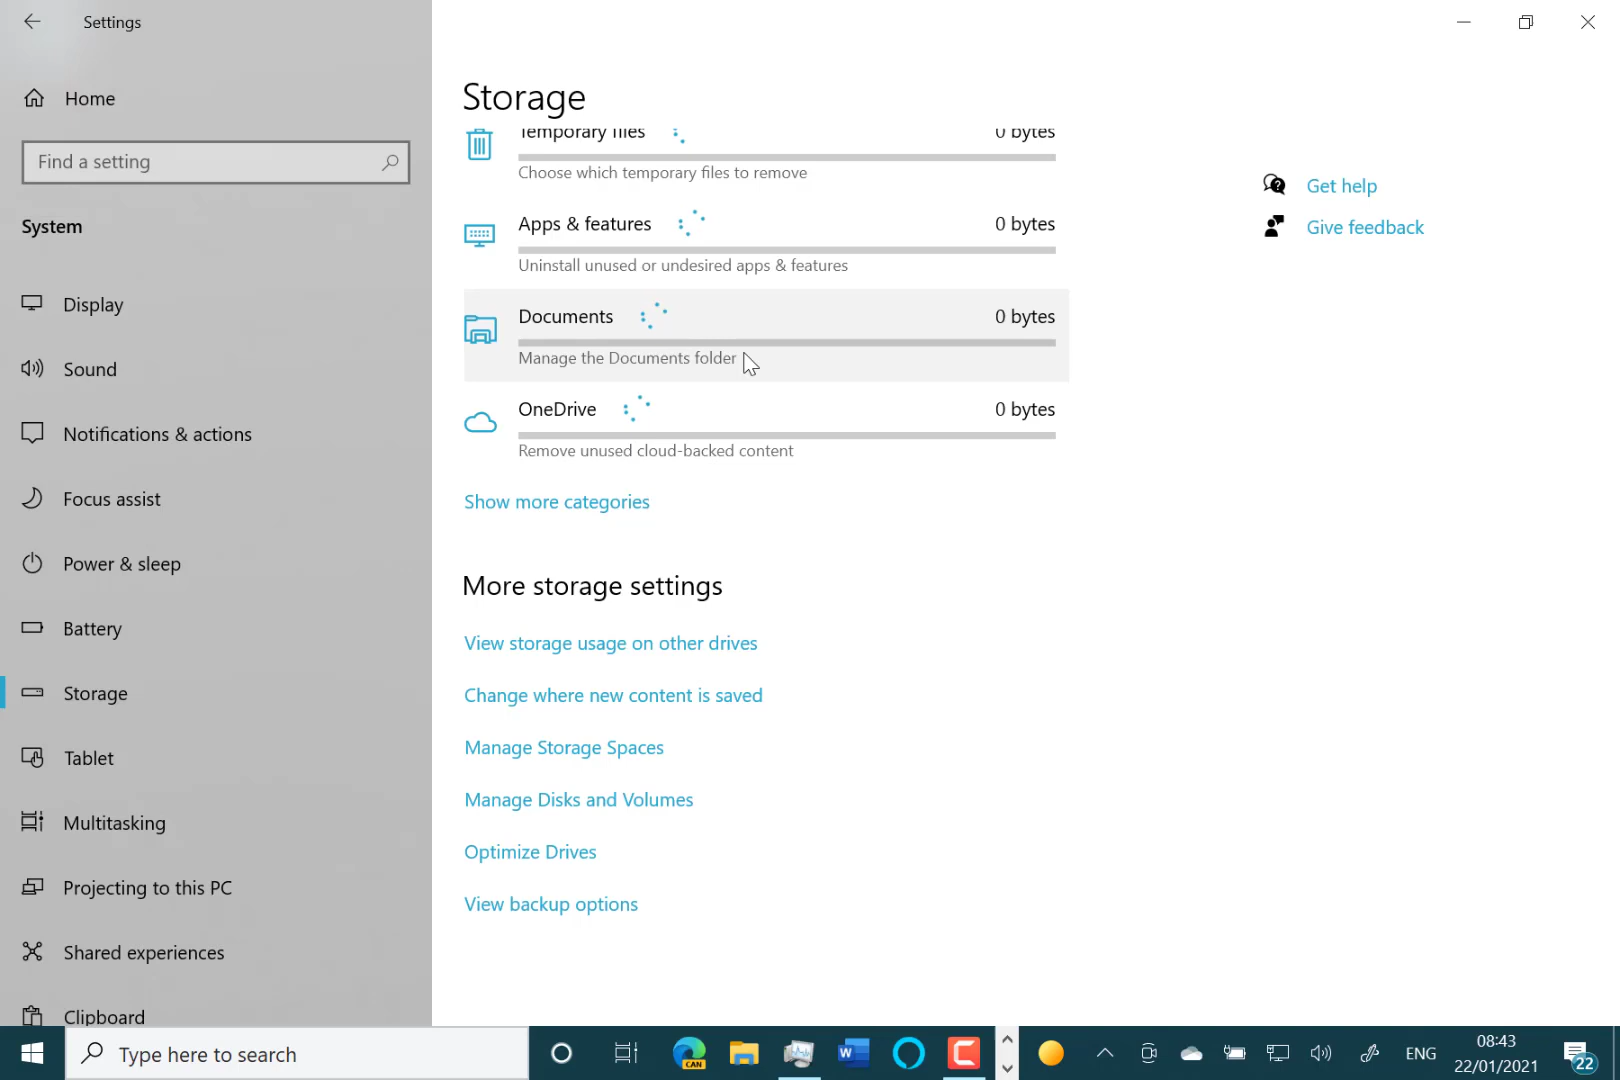 Settings
Home
Find a setting
System
Display
Sound
Notifications & actions
Focus assist
Power & sleep
Battery
Storage
Tablet
Multitasking
Projecting to this PC
Shared experiences
Clipboard
Storage
Temporary files 0 bytes
Choose which temporary files to remove
Apps & features 0 bytes
Uninstall unused or undesired apps & features
Documents 0 bytes
Manage the Documents folder
OneDrive 0 bytes
Remove unused cloud-backed content
Show more categories
More storage settings
View storage usage on other drives
Change where new content is saved
Manage Storage Spaces
Manage Disks and Volumes
Optimize Drives
View backup options
Get help
Give feedback
Type here to search
CAN
W
C
ENG
08:43
22/01/2021
22